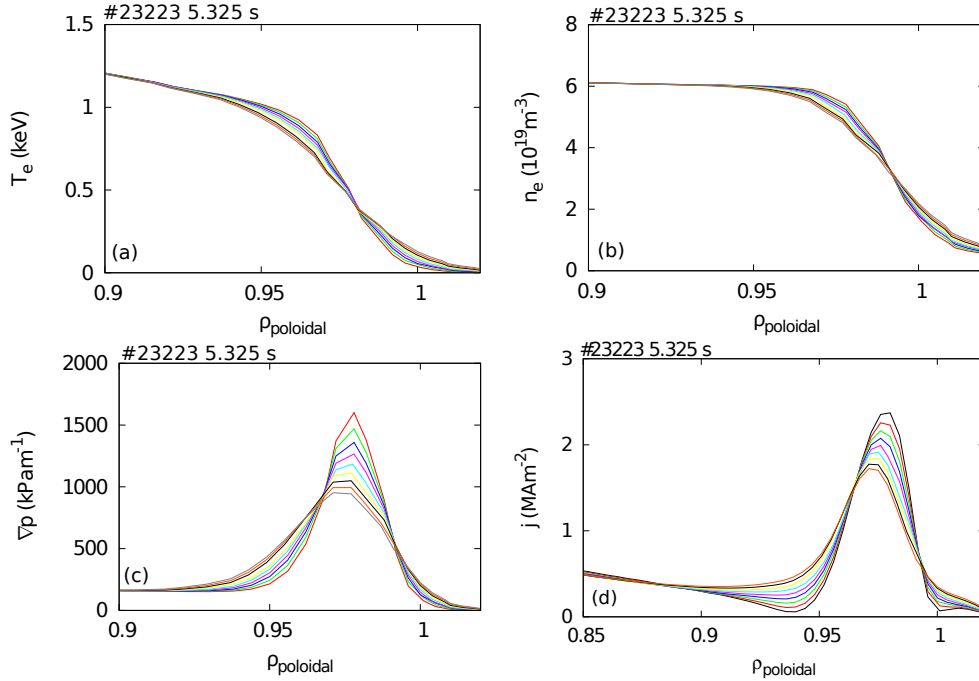 #23223 5.325 s
1.5
1
0.5
0
T_e (keV)
(a)
0.9 0.95 1
ρ_poloidal
#23223 5.325 s
8
6
4
2
0
n_e (10^19 m^-3)
(b)
0.9 0.95 1
ρ_poloidal
#23223 5.325 s
2000
1500
1000
500
0
∇p (kPam^-1)
(c)
0.9 0.95 1
ρ_poloidal
#23223 5.325 s
3
2
1
0
j (MAm^-2)
(d)
0.85 0.9 0.95 1
ρ_poloidal